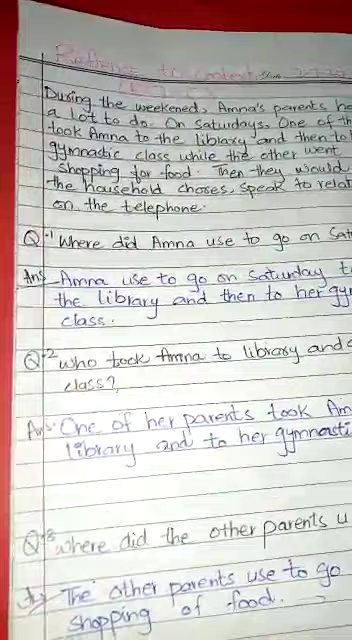 Reference to context
During the weekened, Amna's parents
a lot to do. On Saturdays, One of
took Amna to the library and then to
gymnastic class while the other went
shopping for food. Then they would
the household chores, speak to
on the telephone.
Q-1 Where did Amna use to go on
Ans Amna use to go on saturday
the library and then to her
class.
Q-2 who took Amna to library and
class?
Ans. One of her parents took
library and to her
Q-3 where did the other parents
The other parents use to go
shopping of food.